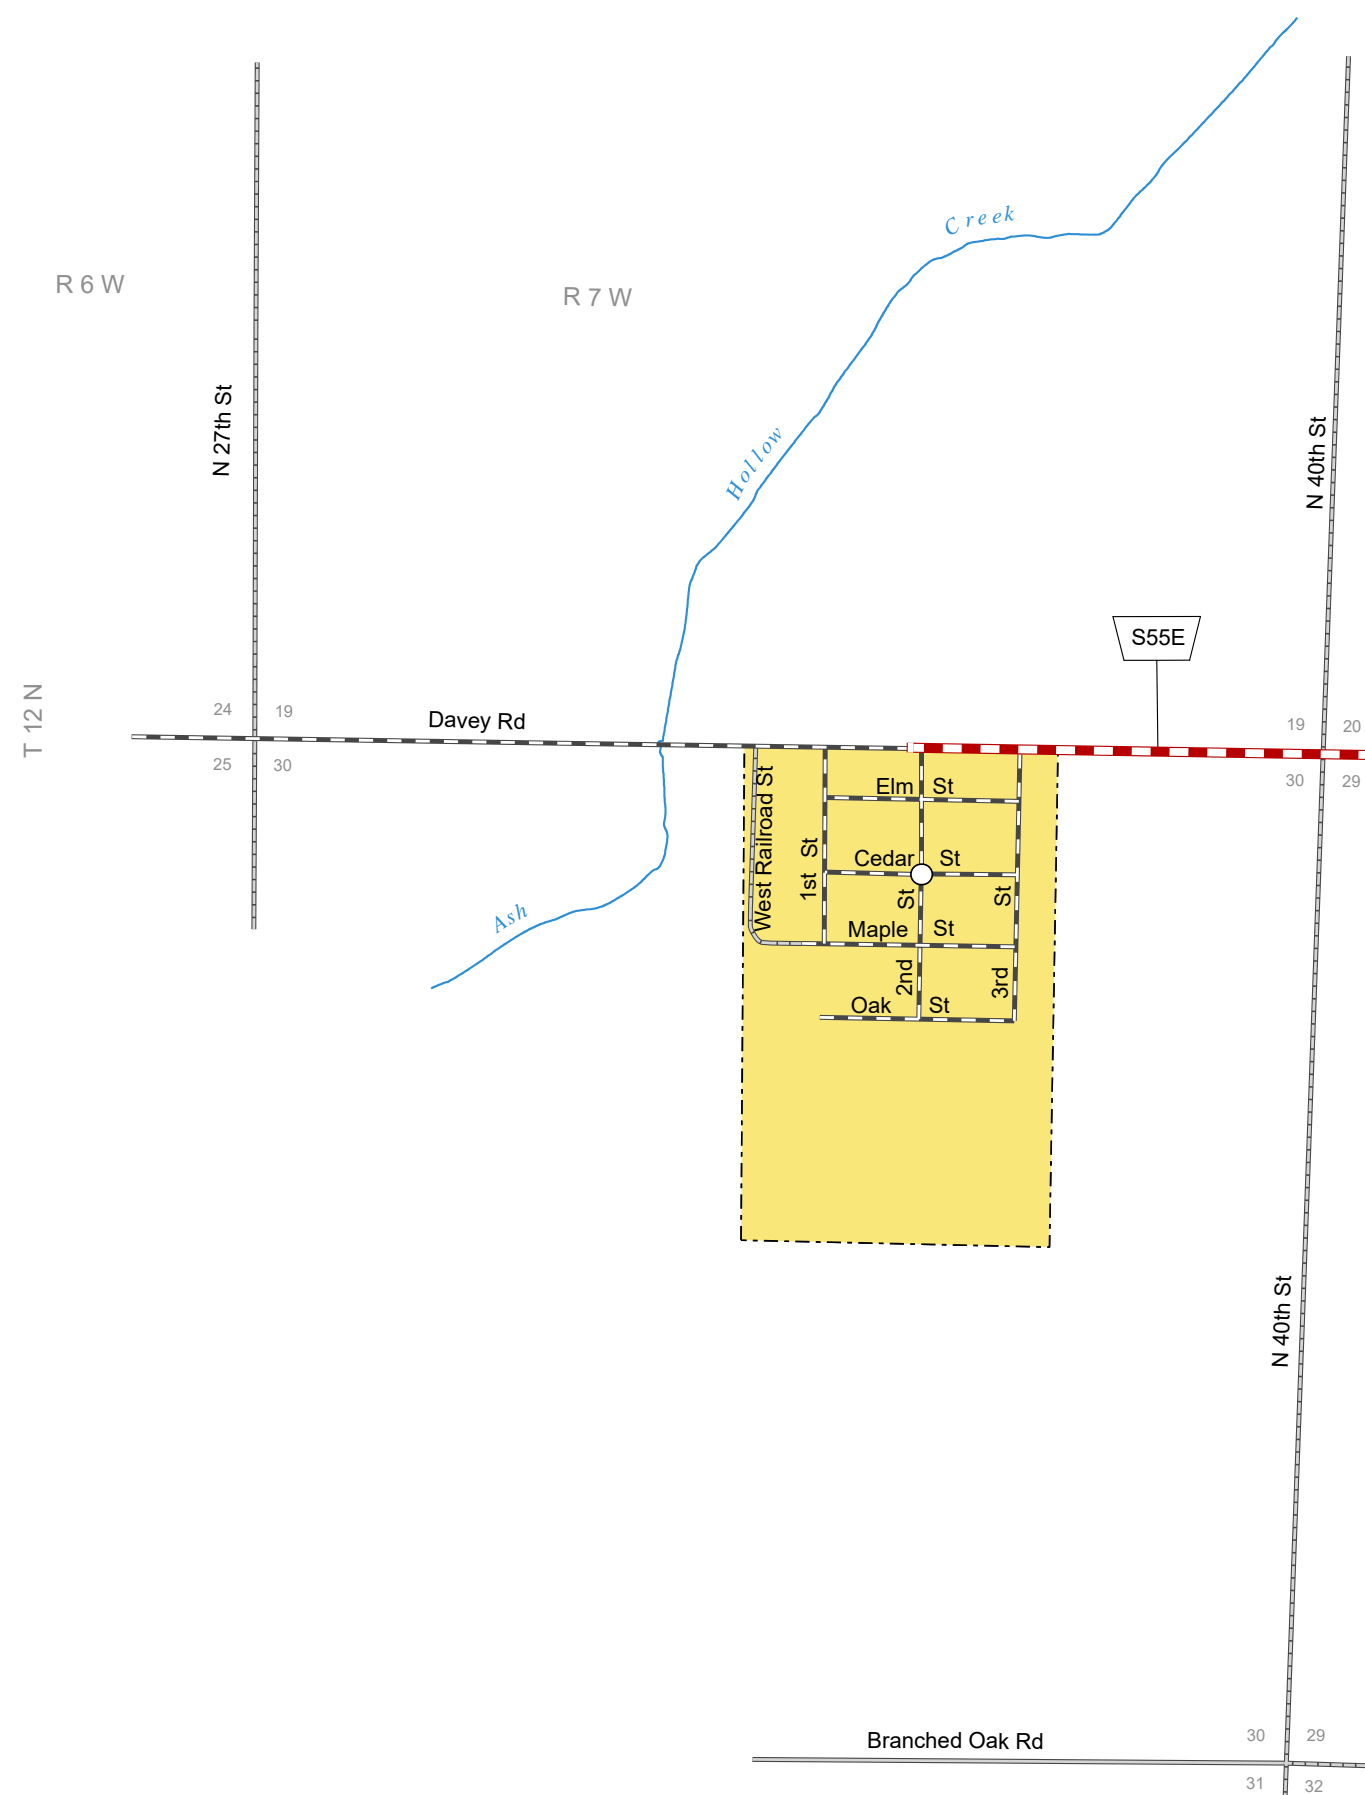 Creek
R 6 W
R 7 W
N 27th St
Hollow
N 40th St
S55E
T 12 N
24 19
Davey Rd
19 20
25 30
30 29
West Railroad St
Elm St
1st St
Cedar St
2nd St
3rd St
Maple St
Ash
Oak St
N 40th St
Branched Oak Rd
30 29
31 32